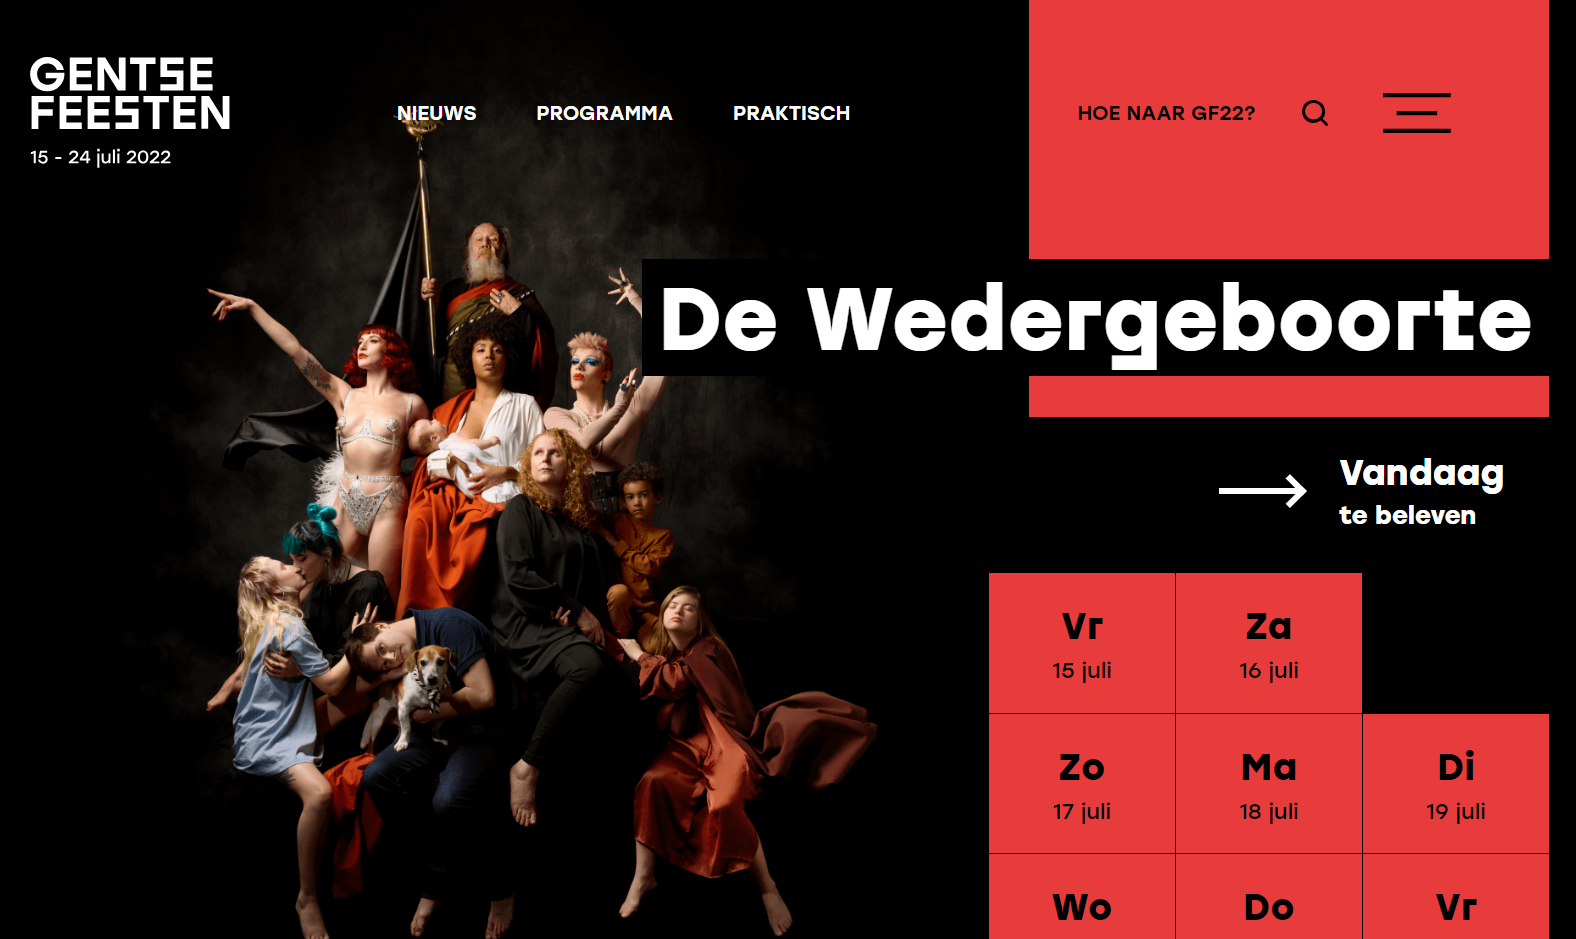 GENTSE
FEESTEN
15 - 24 juli 2022
NIEUWS
PROGRAMMA
PRAKTISCH
HOE NAAR GF22?
De Wedergeboorte
Vandaag
te beleven
Vr
15 juli
Za
16 juli
Zo
17 juli
Ma
18 juli
Di
19 juli
Wo
Do
Vr